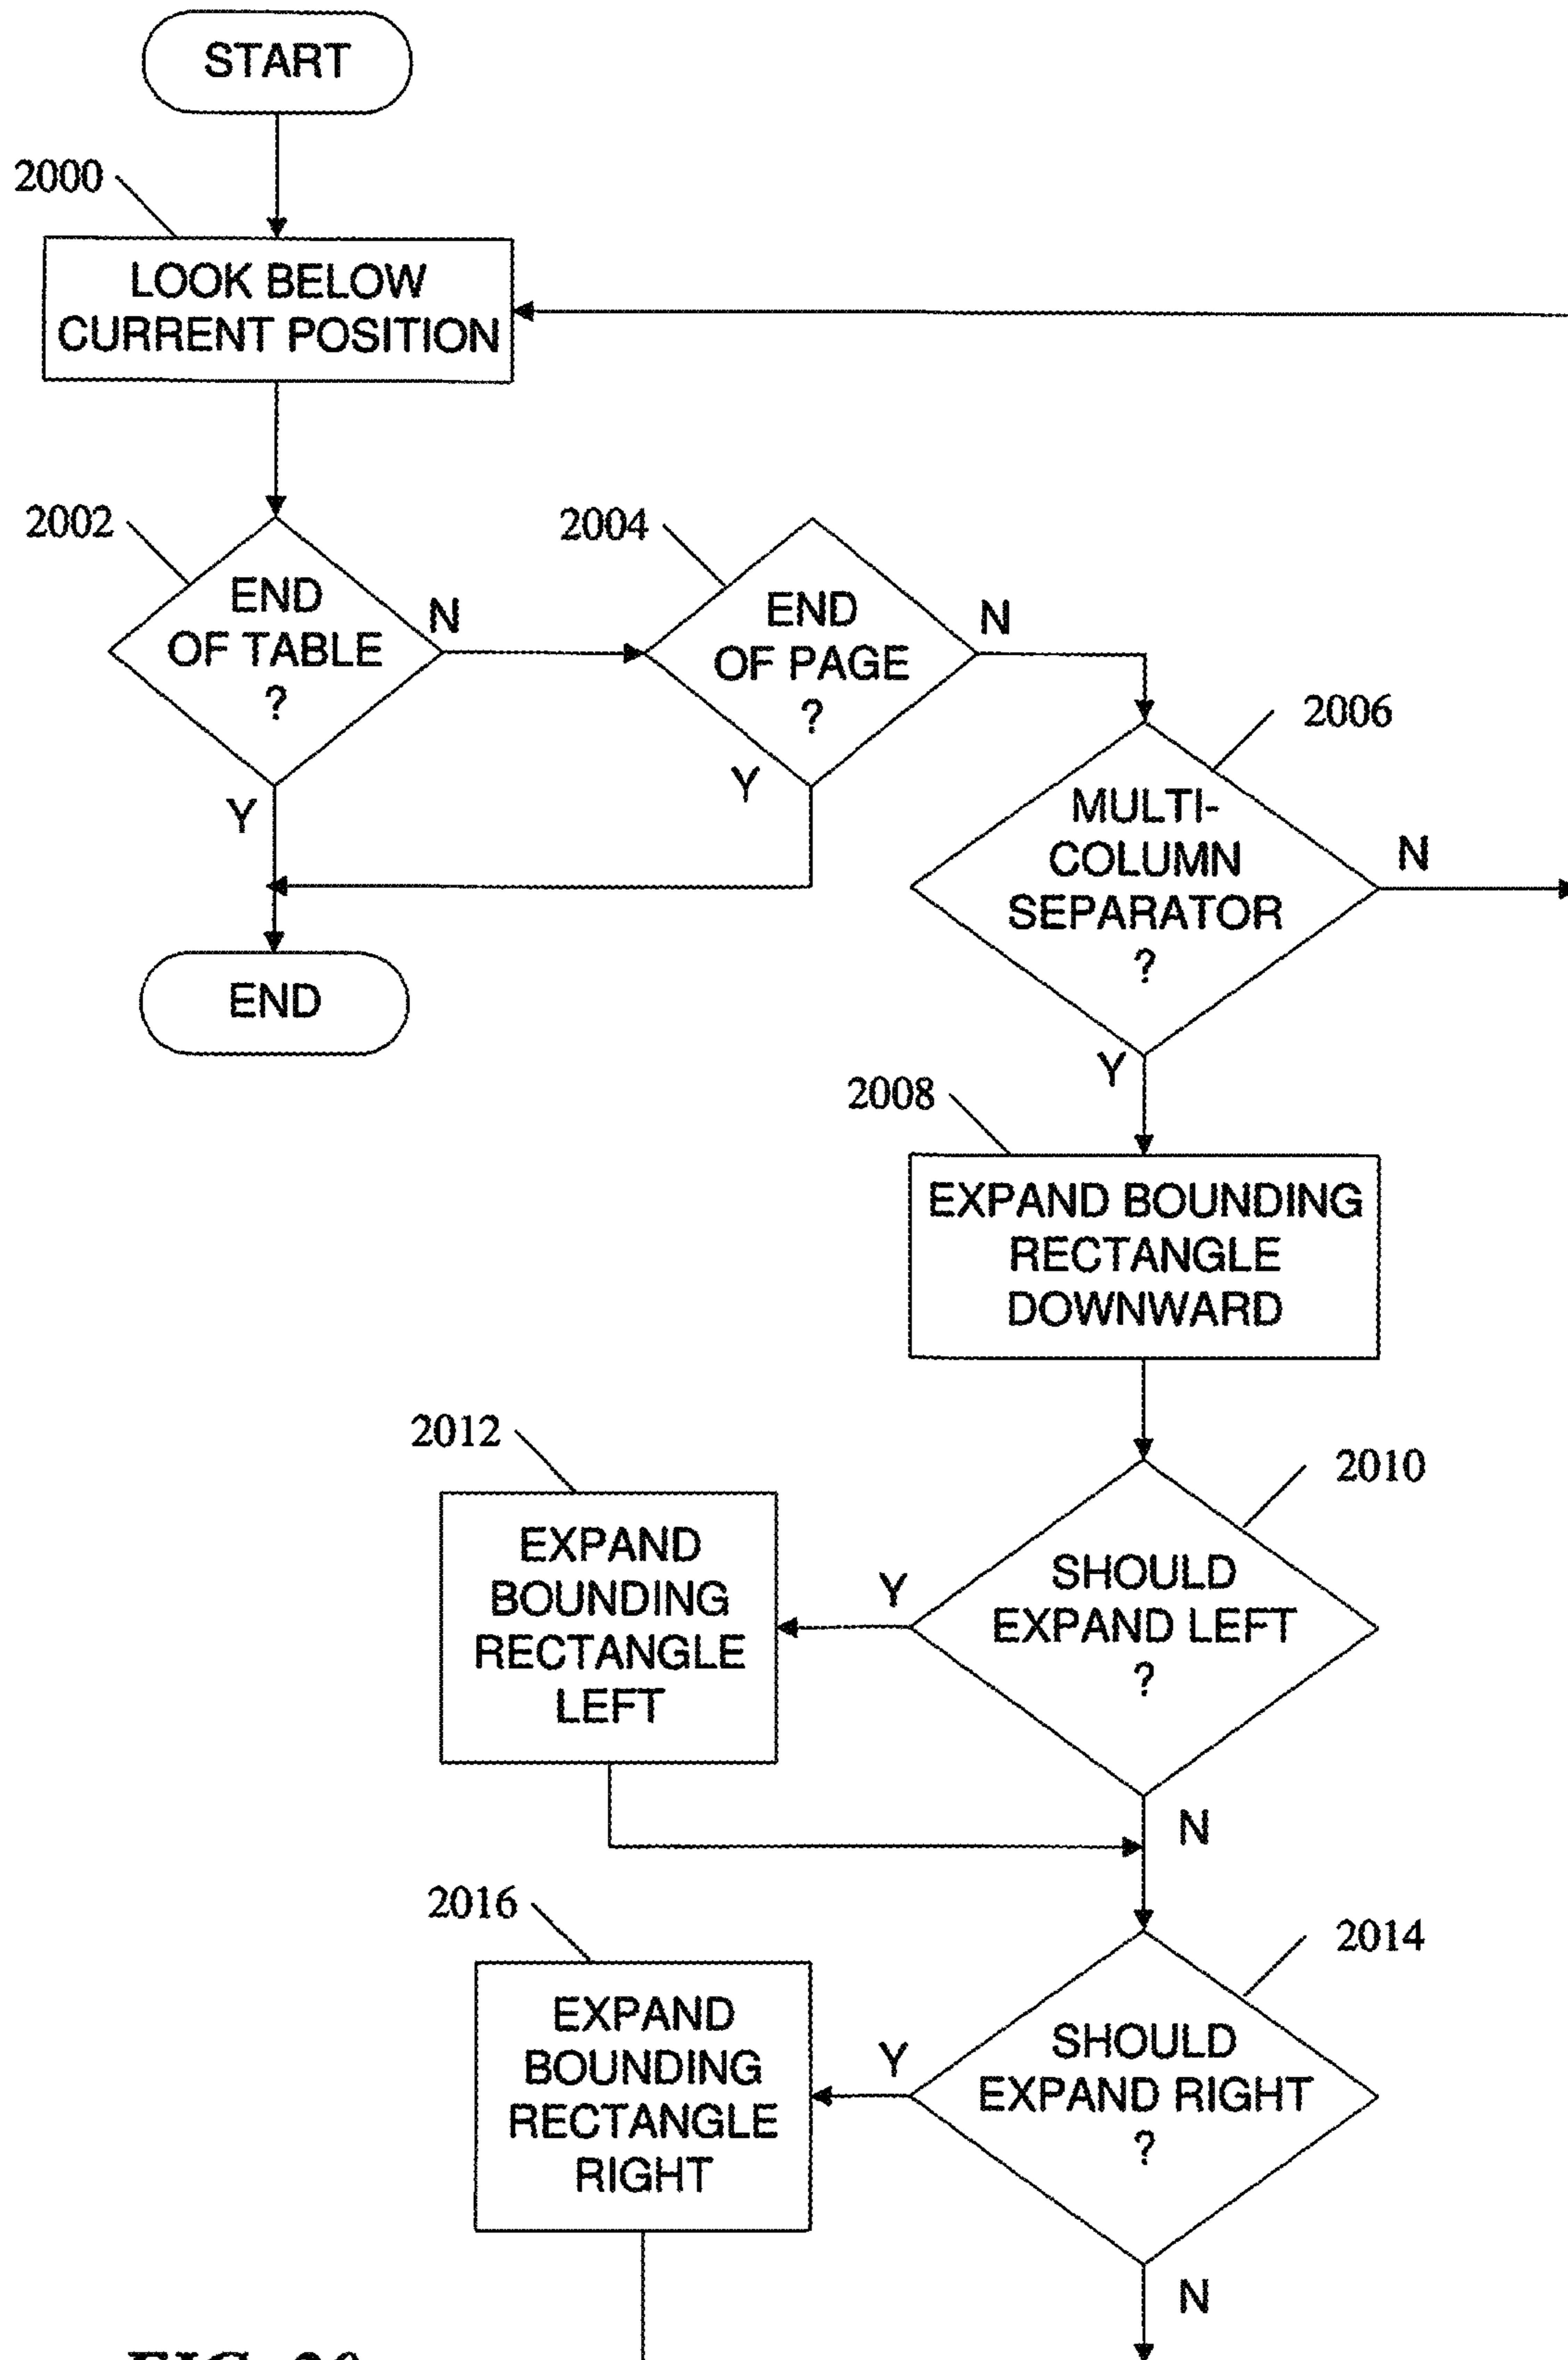 START
2000
LOOK BELOW
CURRENT POSITION
2002
END
OF TABLE
?
N
Y
2004
END
OF PAGE
?
N
Y
END
2006
MULTI-
COLUMN
SEPARATOR
?
N
Y
2008
EXPAND BOUNDING
RECTANGLE
DOWNWARD
2010
SHOULD
EXPAND LEFT
?
Y
N
2012
EXPAND
BOUNDING
RECTANGLE
LEFT
2014
SHOULD
EXPAND RIGHT
?
Y
N
2016
EXPAND
BOUNDING
RECTANGLE
RIGHT